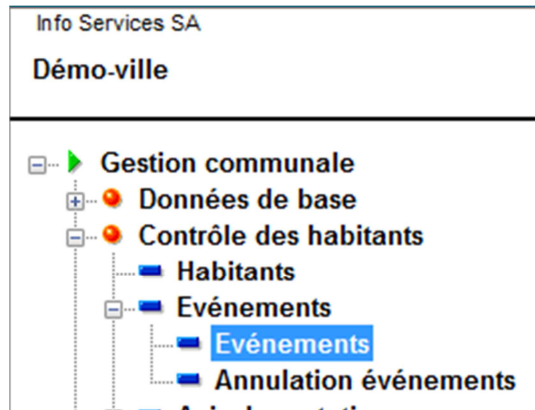 Info Services SA
Démo-ville
Gestion communale
Données de base
Contrôle des habitants
Habitants
Evénements
Evénements
Annulation événements